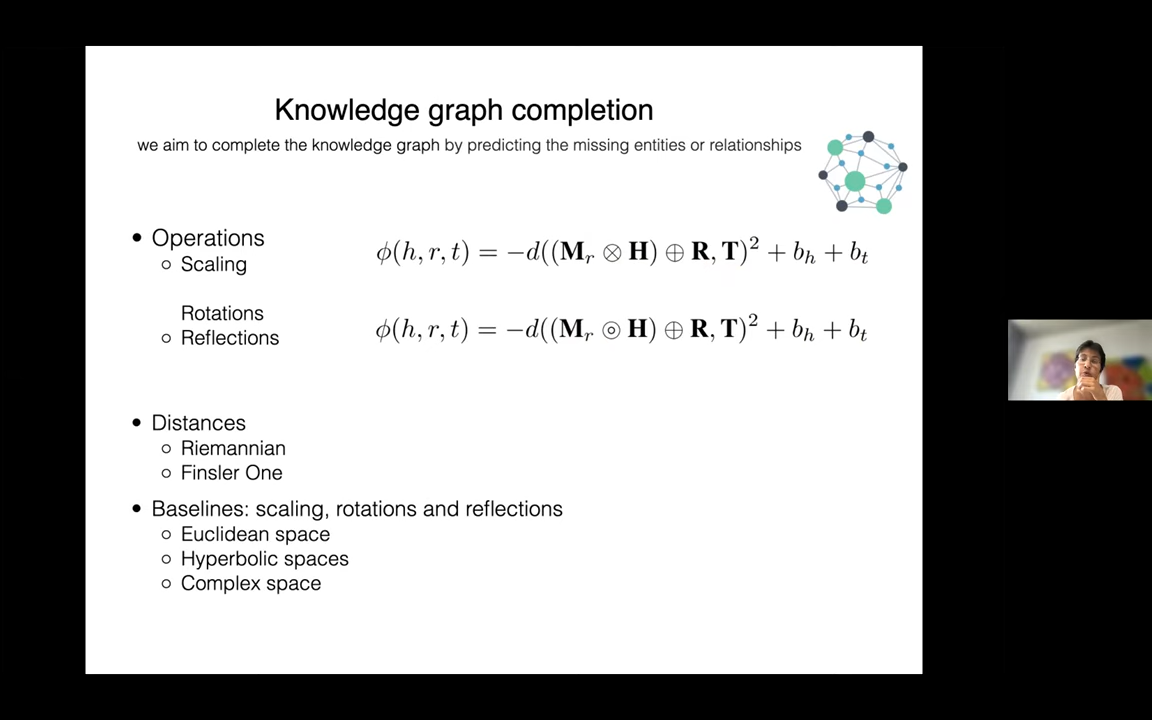 Knowledge graph completion
we aim to complete the knowledge graph by predicting the missing entities or relationships
• Operations
○ Scaling
ϕ(h, r, t) = −d((M_r ⊗ H) ⊕ R, T)² + b_h + b_t
Rotations
○ Reflections
ϕ(h, r, t) = −d((M_r ⊚ H) ⊕ R, T)² + b_h + b_t
• Distances
○ Riemannian
○ Finsler One
• Baselines: scaling, rotations and reflections
○ Euclidean space
○ Hyperbolic spaces
○ Complex space